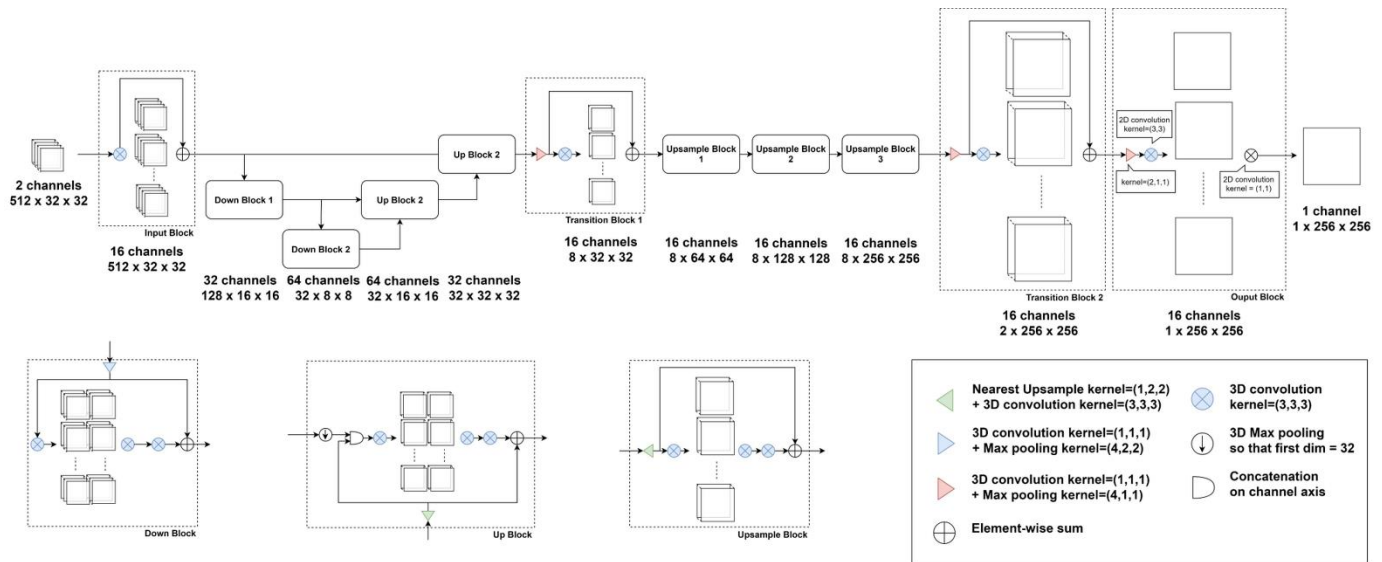 2 channels
512 x 32 x 32
Input Block
16 channels
512 x 32 x 32
Down Block 1
32 channels
128 x 16 x 16
Down Block 2
64 channels
32 x 8 x 8
Up Block 2
64 channels
32 x 16 x 16
Up Block 2
32 channels
32 x 32 x 32
Transition Block 1
16 channels
8 x 32 x 32
Upsample Block
1
16 channels
8 x 64 x 64
Upsample Block
2
16 channels
8 x 128 x 128
Upsample Block
3
16 channels
8 x 256 x 256
Transition Block 2
16 channels
2 x 256 x 256
2D convolution
kernel=(3,3)
kernel=(2,1,1)
2D convolution
kernel = (1,1)
Ouput Block
16 channels
1 x 256 x 256
1 channel
1 x 256 x 256
Down Block
Up Block
Upsample Block
Nearest Upsample kernel=(1,2,2)
+ 3D convolution kernel=(3,3,3)
3D convolution kernel=(1,1,1)
+ Max pooling kernel=(4,2,2)
3D convolution kernel=(1,1,1)
+ Max pooling kernel=(4,1,1)
Element-wise sum
3D convolution
kernel=(3,3,3)
3D Max pooling
so that first dim = 32
Concatenation
on channel axis